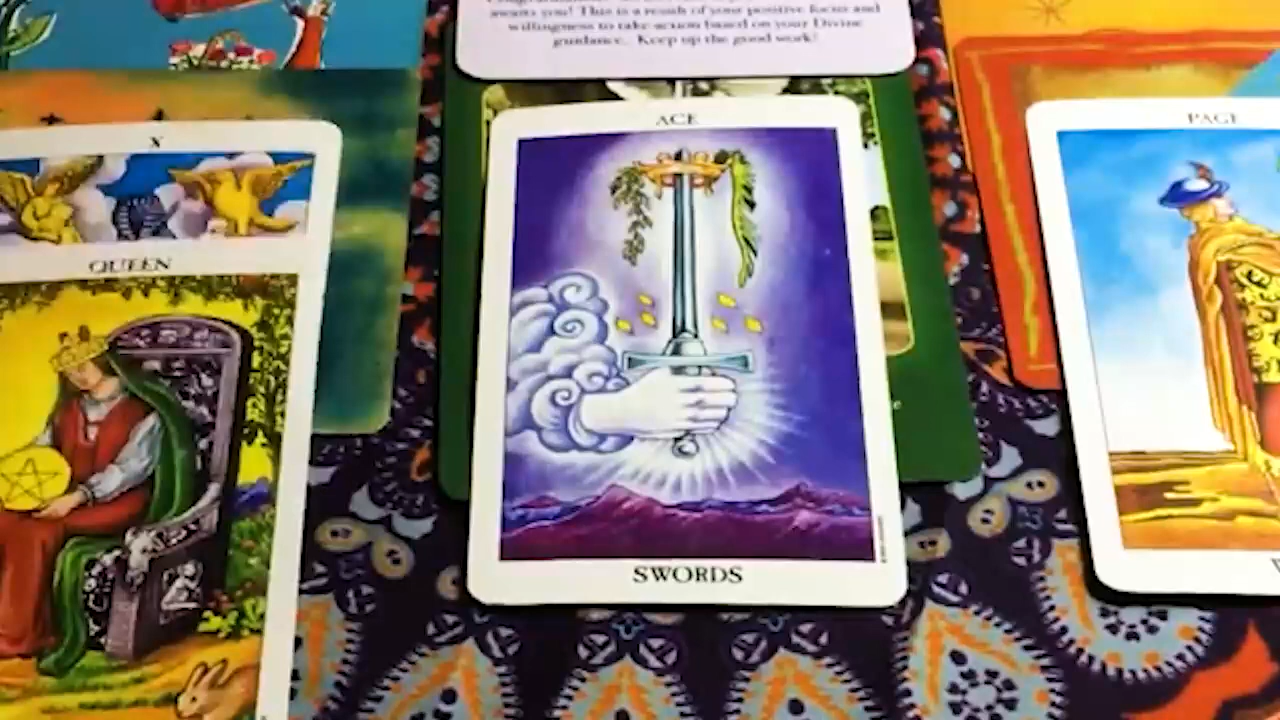 awaits you! This is a result of your positive focus and
willingness to take action based on your Divine
guidance. Keep up the good work!
ACE
SWORDS
X
QUEEN
PAGE